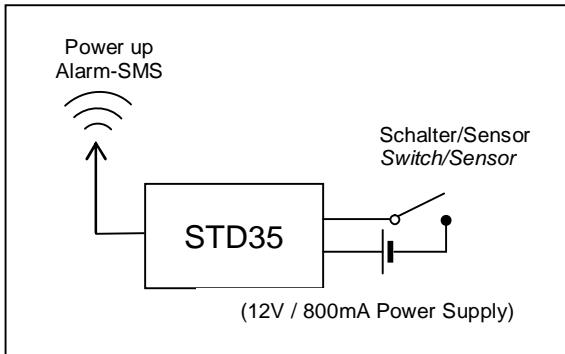 Power up
Alarm-SMS
Schalter/Sensor
Switch/Sensor
STD35
(12V / 800mA Power Supply)